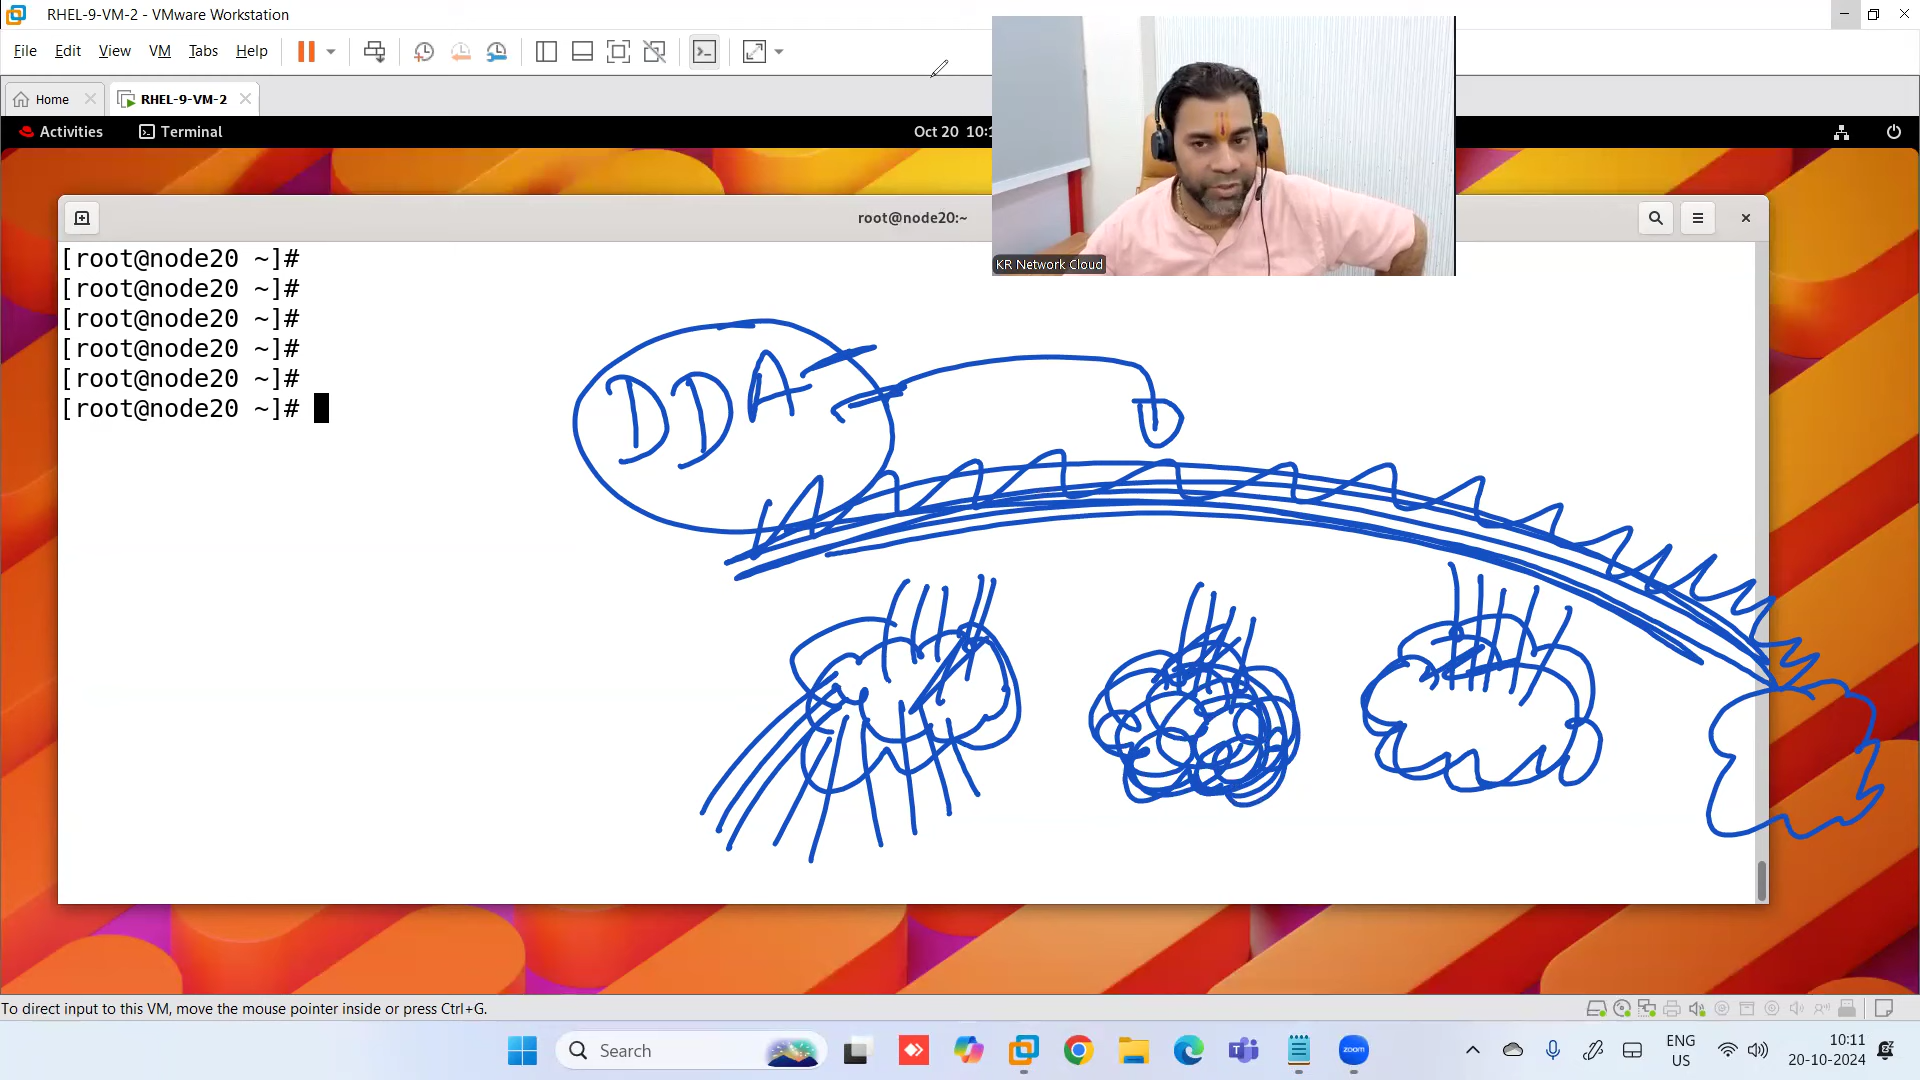 RHEL-9-VM-2 - VMware Workstation
File Edit View VM Tabs Help
Home RHEL-9-VM-2
Activities Terminal Oct 20 10:1
root@node20:~
KR Network Cloud
[root@node20 ~]#
[root@node20 ~]#
[root@node20 ~]#
[root@node20 ~]#
[root@node20 ~]#
[root@node20 ~]#
DDA
D
To direct input to this VM, move the mouse pointer inside or press Ctrl+G.
Search
zoom
ENG
US
10:11
20-10-2024